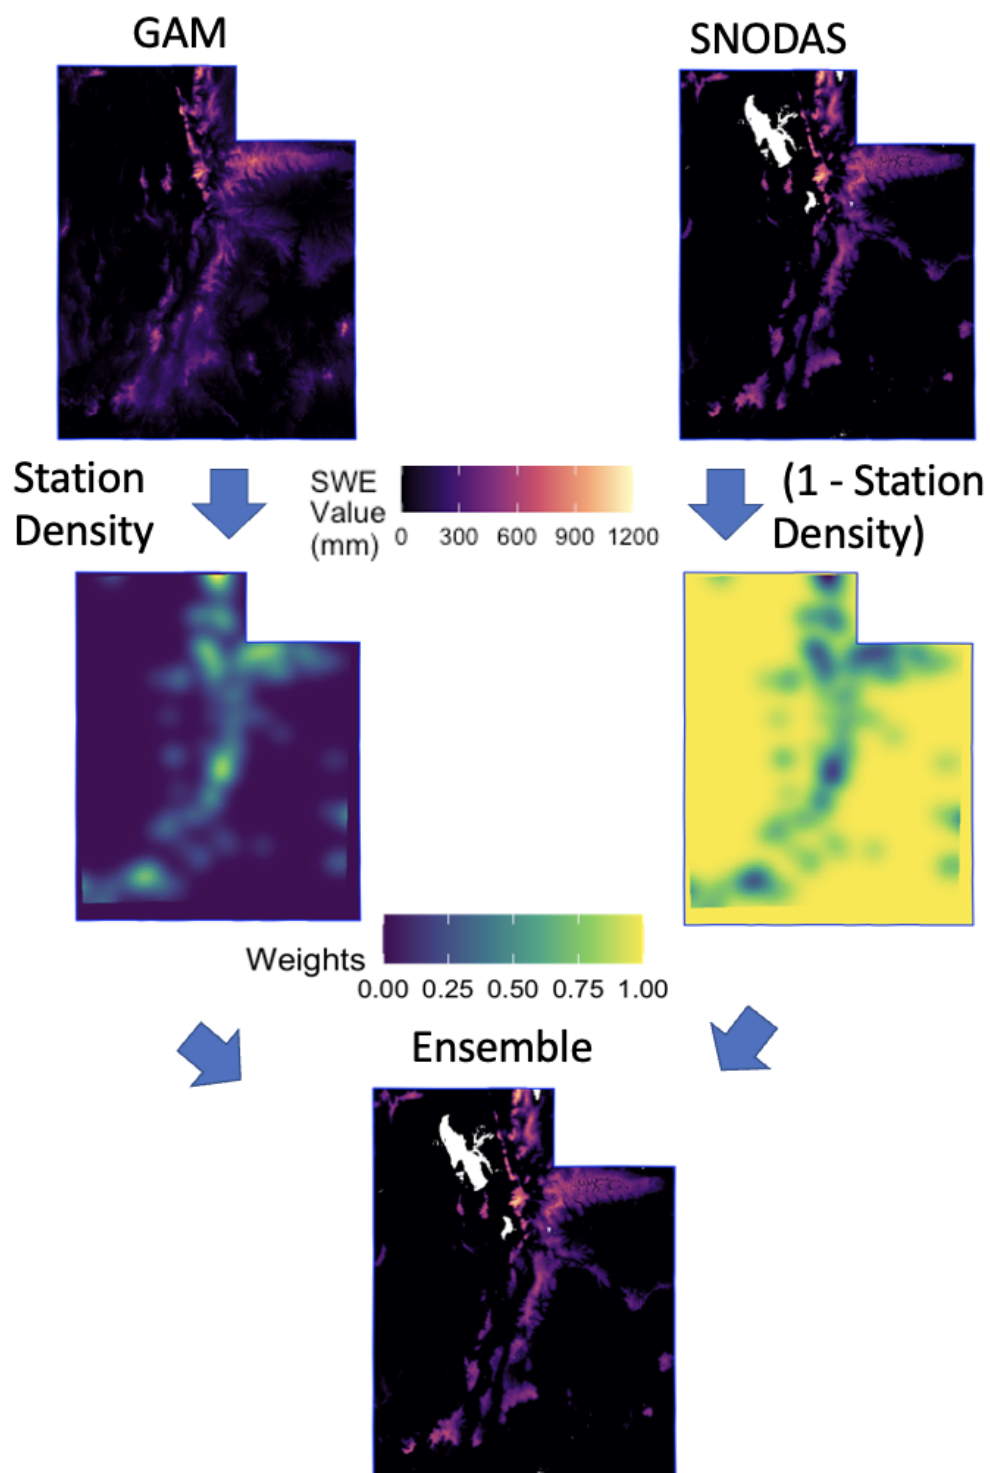 GAM
SNODAS
Station
Density
SWE
Value
(mm)
0 300 600 900 1200
(1 - Station
Density)
Weights
0.00 0.25 0.50 0.75 1.00
Ensemble